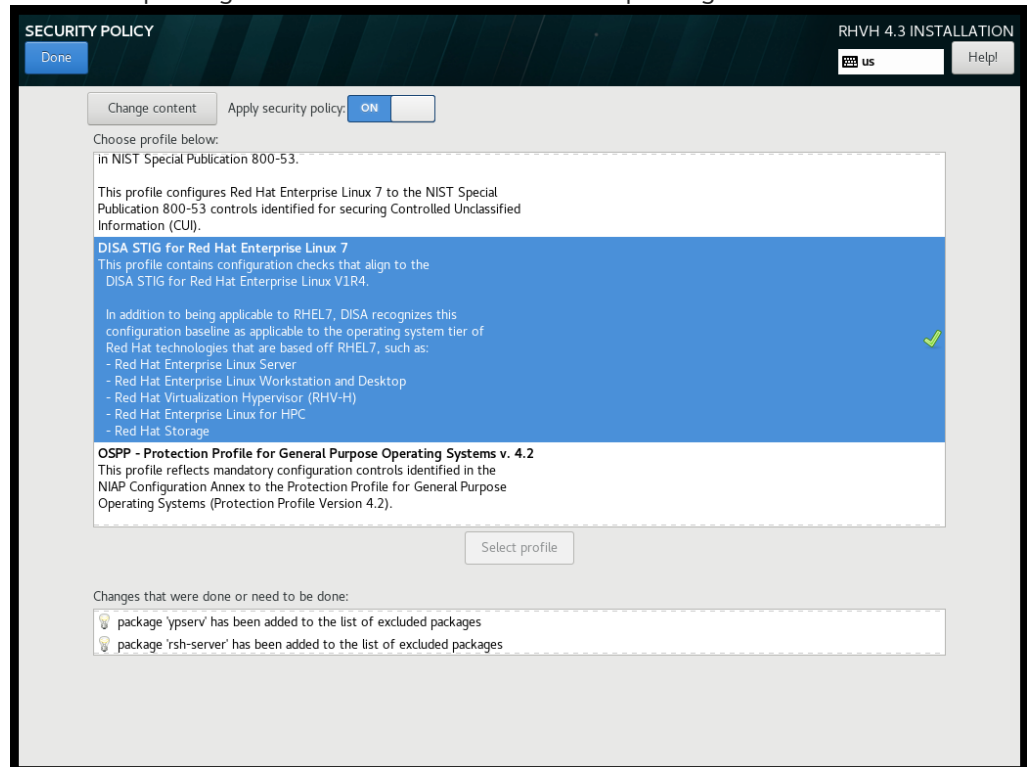 SECURITY POLICY
RHVH 4.3 INSTALLATION
Done
us
Help!
Change content
Apply security policy:
ON
Choose profile below:
in NIST Special Publication 800-53.
This profile configures Red Hat Enterprise Linux 7 to the NIST Special
Publication 800-53 controls identified for securing Controlled Unclassified
Information (CUI).
DISA STIG for Red Hat Enterprise Linux 7
This profile contains configuration checks that align to the
DISA STIG for Red Hat Enterprise Linux V1R4.
In addition to being applicable to RHEL7, DISA recognizes this
configuration baseline as applicable to the operating system tier of
Red Hat technologies that are based off RHEL7, such as:
- Red Hat Enterprise Linux Server
- Red Hat Enterprise Linux Workstation and Desktop
- Red Hat Virtualization Hypervisor (RHV-H)
- Red Hat Enterprise Linux for HPC
- Red Hat Storage
OSPP - Protection Profile for General Purpose Operating Systems v. 4.2
This profile reflects mandatory configuration controls identified in the
NIAP Configuration Annex to the Protection Profile for General Purpose
Operating Systems (Protection Profile Version 4.2).
Select profile
Changes that were done or need to be done:
package 'ypserv' has been added to the list of excluded packages
package 'rsh-server' has been added to the list of excluded packages